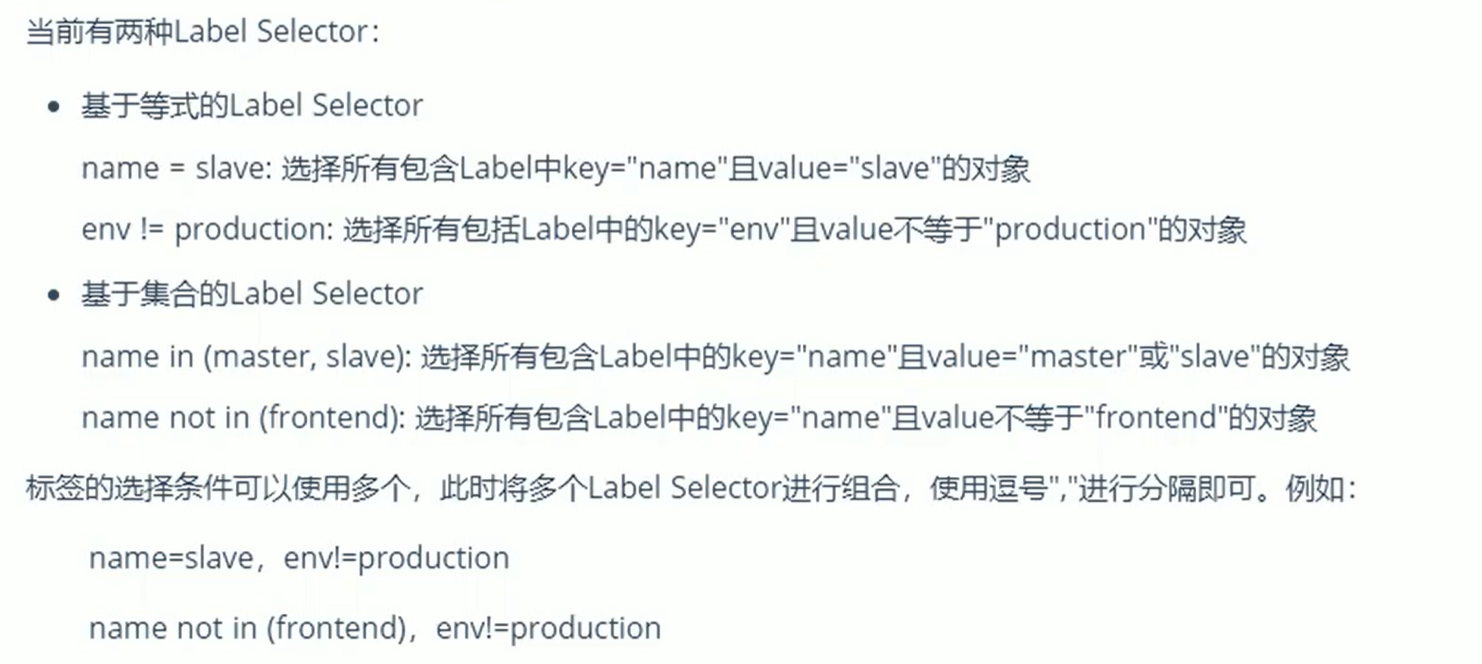 当前有两种Label Selector：
• 基于等式的Label Selector
name = slave: 选择所有包含Label中key="name"且value="slave"的对象
env != production: 选择所有包括Label中的key="env"且value不等于"production"的对象
• 基于集合的Label Selector
name in (master, slave): 选择所有包含Label中的key="name"且value="master"或"slave"的对象
name not in (frontend): 选择所有包含Label中的key="name"且value不等于"frontend"的对象
标签的选择条件可以使用多个，此时将多个Label Selector进行组合，使用逗号","进行分隔即可。例如：
name=slave，env!=production
name not in (frontend)，env!=production